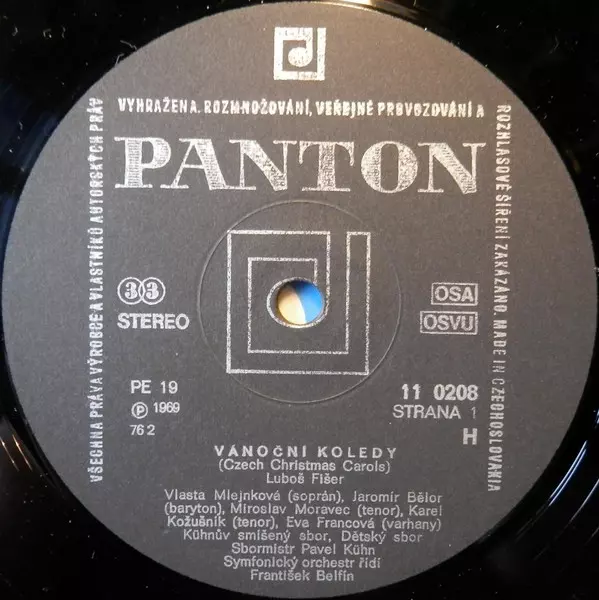 VŠECHNA PRÁVA VÝROBCE A VLASTNÍKŮ AUTORSKÝCH PRÁV
VYHRAŽENA. ROZMNOŽOVÁNÍ, VEŘEJNÉ PROVOZOVÁNÍ A
ROZHLASOVÉ ŠÍŘENÍ ZAKÁZÁNO. MADE IN CZECHOSLOVAKIA
PANTON
33
STEREO
OSA
OSVU
PE 19
Ⓟ 1969
76 2
11 0208
STRANA 1
H
VÁNOČNÍ KOLEDY
(Czech Christmas Carols)
Luboš Fišer
Vlasta Mlejnková (soprán), Jaromír Bělor
(baryton), Miroslav Moravec (tenor), Karel
Kožušník (tenor), Eva Francová (varhany)
Kühnův smíšený sbor, Dětský sbor
Sbormistr Pavel Kühn
Symfonický orchestr řídí
František Belfín